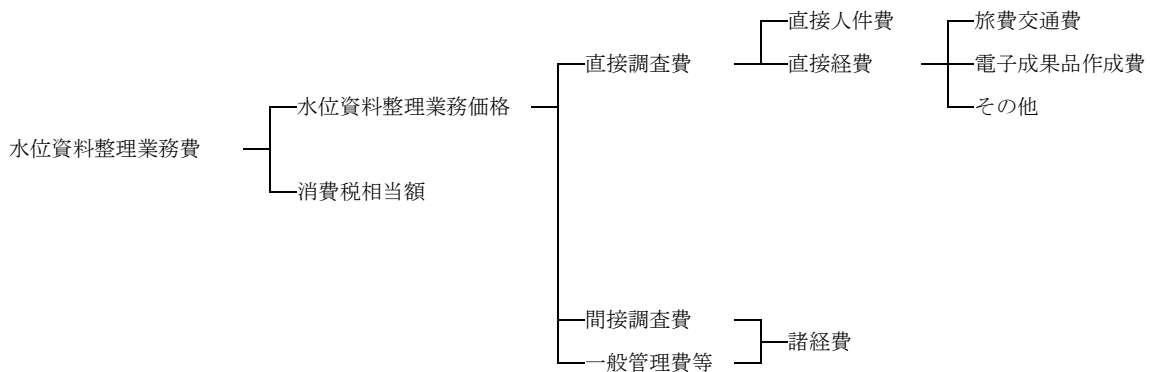 直接人件費
旅費交通費
直接調査費
直接経費
電子成果品作成費
水位資料整理業務価格
その他
水位資料整理業務費
消費税相当額
間接調査費
諸経費
一般管理費等